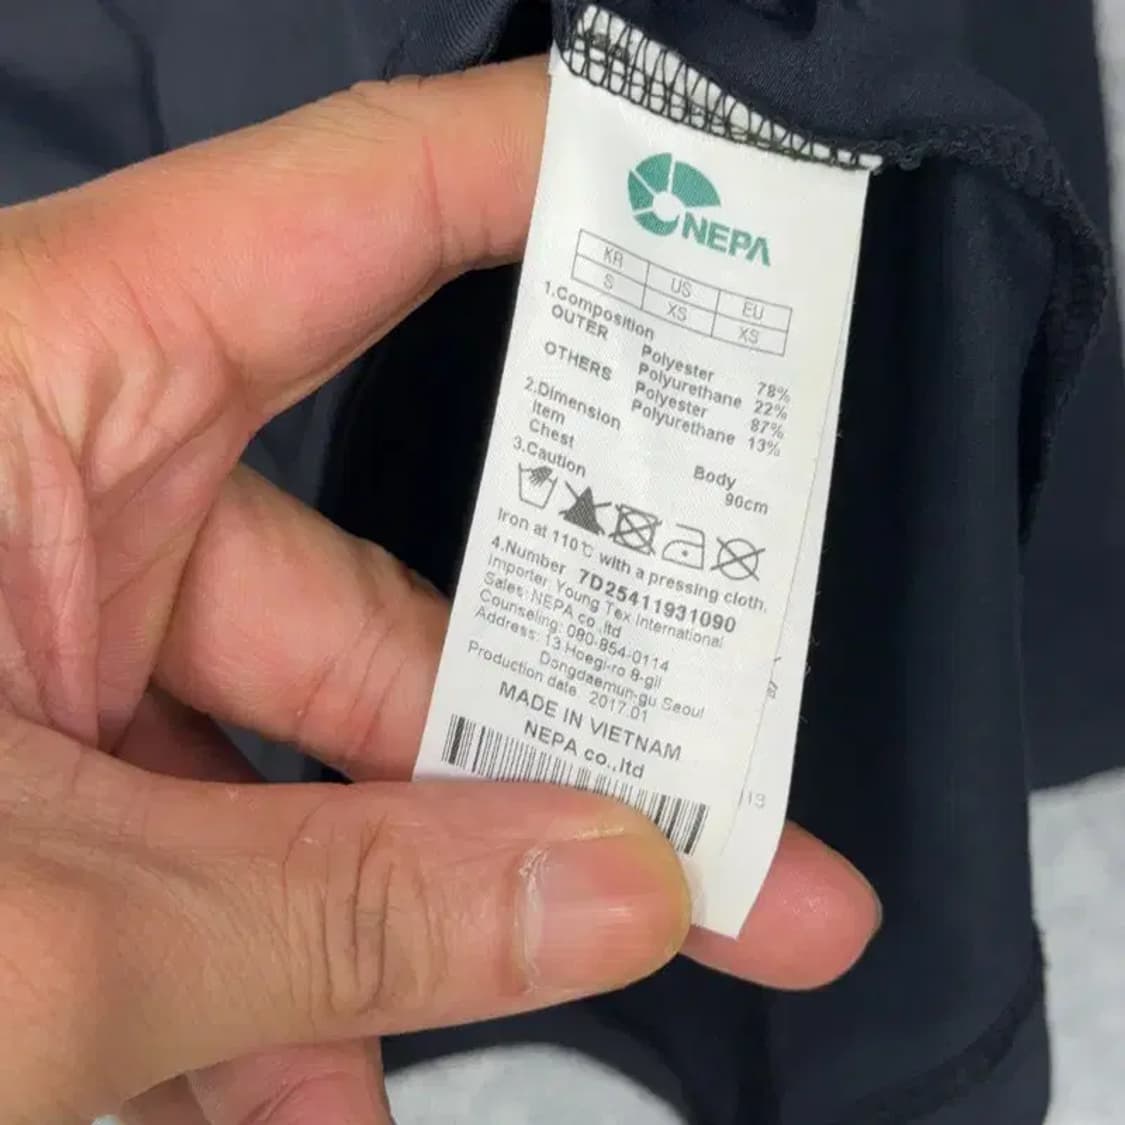 NEPA
KR US EU
S XS XS
1.Composition
OUTER Polyester 78%
Polyurethane 22%
OTHERS Polyester 87%
Polyurethane 13%
2.Dimension
Item Body
Chest 90cm
3.Caution
Iron at 110℃ with a pressing cloth.
4.Number 7D25411931090
Importer: Young Tex International
Sales: NEPA co.,ltd
Counseling: 080-854-0114
Address: 13 Hoegi-ro 8-gil
Dongdaemun-gu Seoul
Production date 2017.01
MADE IN VIETNAM
NEPA co.,ltd
13